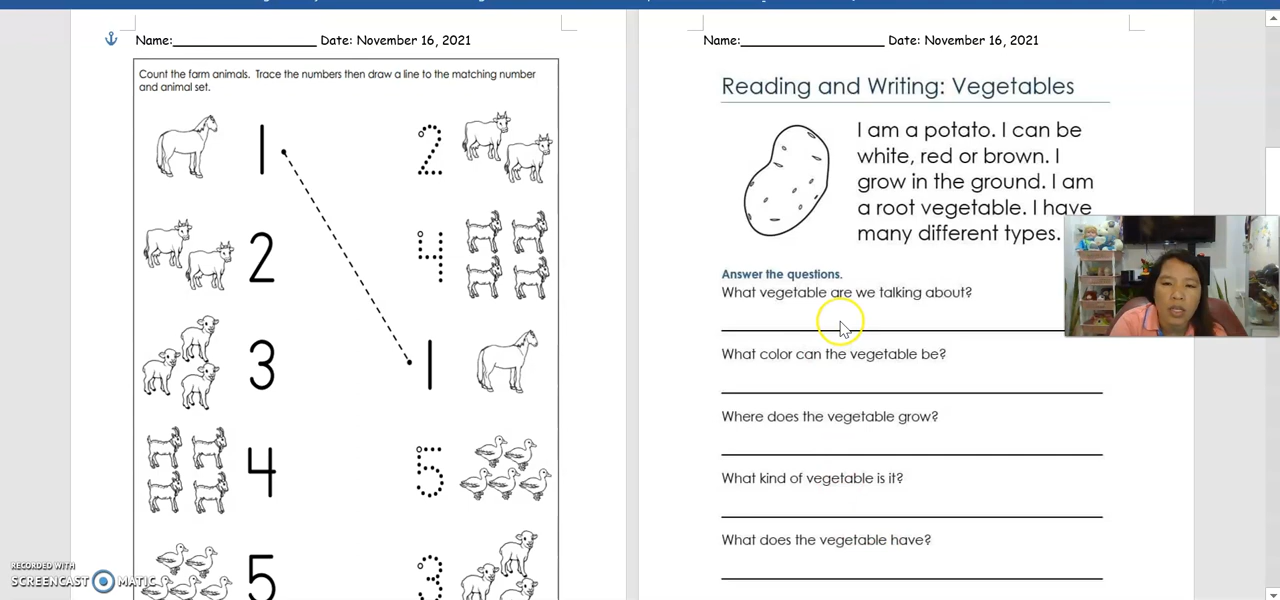 Name:___________________ Date: November 16, 2021
Count the farm animals. Trace the numbers then draw a line to the matching number
and animal set.
1 2
2 4
3 1
4 5
5 3
Name:___________________ Date: November 16, 2021
Reading and Writing: Vegetables
I am a potato. I can be
white, red or brown. I
grow in the ground. I am
a root vegetable. I have
many different types.
Answer the questions.
What vegetable are we talking about?
What color can the vegetable be?
Where does the vegetable grow?
What kind of vegetable is it?
What does the vegetable have?
RECORDED WITH
SCREENCAST MATIC